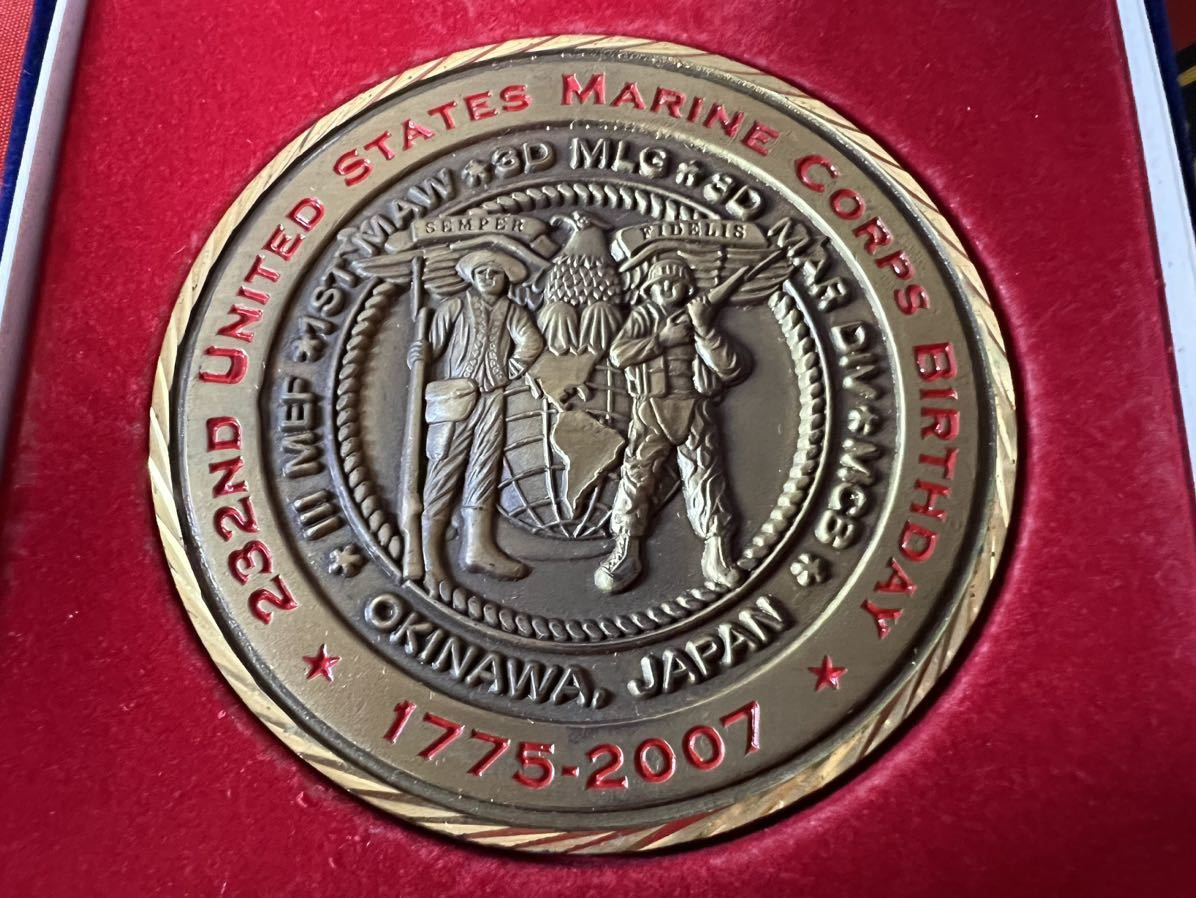 232ND UNITED STATES MARINE CORPS BIRTHDAY
★ 1775-2007 ★
* III MEF * 1ST MAW * 3D MLG * 3D MAR DIV * MCB *
OKINAWA, JAPAN
SEMPER FIDELIS